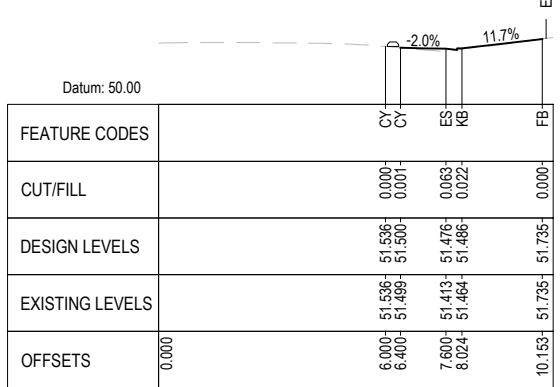 E
-2.0% 11.7%
Datum: 50.00
FEATURE CODES CY CY ES KB FB
CUT/FILL 0.000 0.001 0.063 0.022 0.000
DESIGN LEVELS 51.536 51.500 51.476 51.486 51.735
EXISTING LEVELS 51.536 51.499 51.413 51.464 51.735
OFFSETS 0.000 6.000 6.400 7.600 8.024 10.153